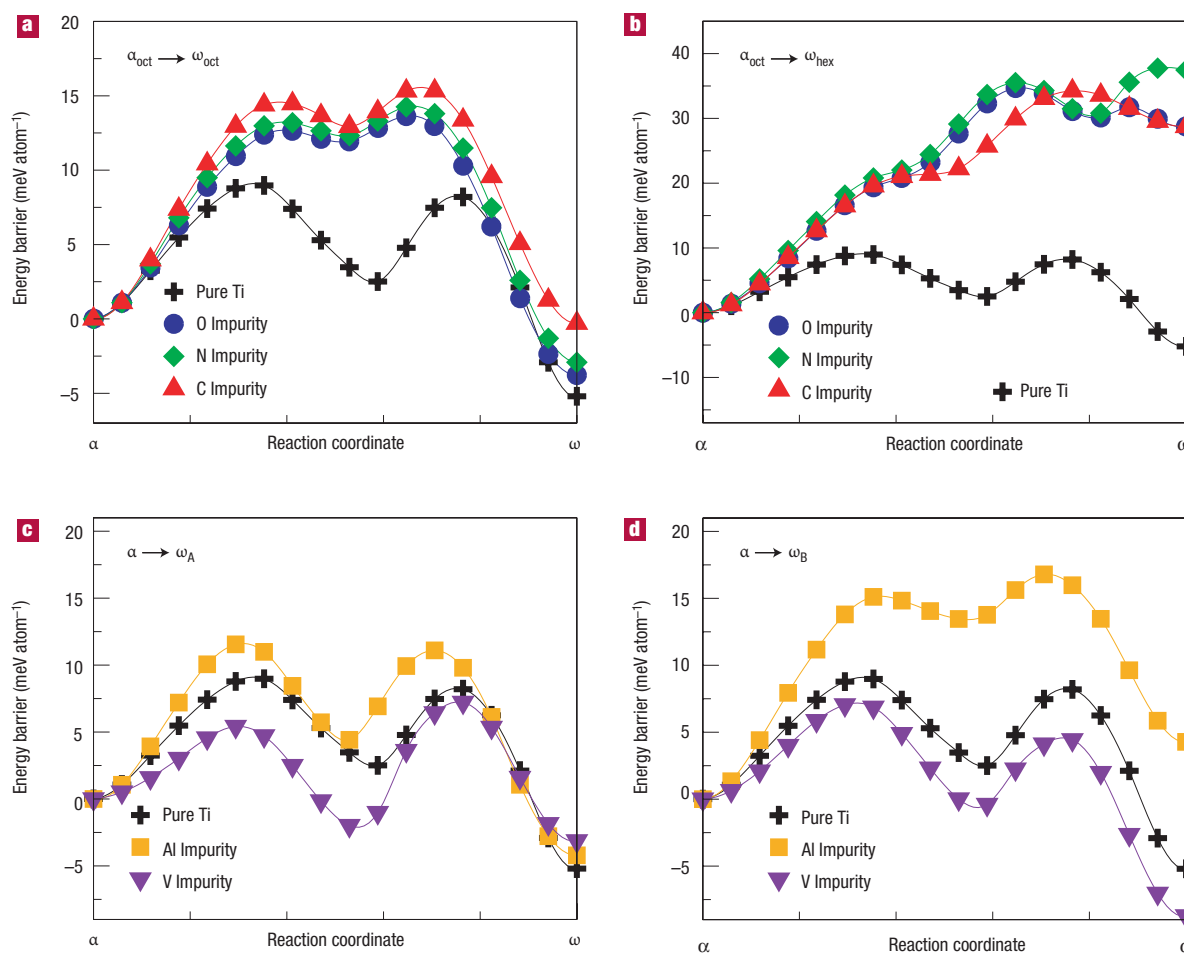 a
α_oct → ω_oct
Energy barrier (meV atom⁻¹)
20
15
10
5
0
−5
Pure Ti
O Impurity
N Impurity
C Impurity
α
Reaction coordinate
ω
b
α_oct → ω_hex
Energy barrier (meV atom⁻¹)
40
30
20
10
0
−10
O Impurity
N Impurity
C Impurity
Pure Ti
α
Reaction coordinate
c
α → ω_A
Energy barrier (meV atom⁻¹)
20
15
10
5
0
−5
Pure Ti
Al Impurity
V Impurity
α
Reaction coordinate
ω
d
α → ω_B
Energy barrier (meV atom⁻¹)
20
15
10
5
0
−5
Pure Ti
Al Impurity
V Impurity
α
Reaction coordinate